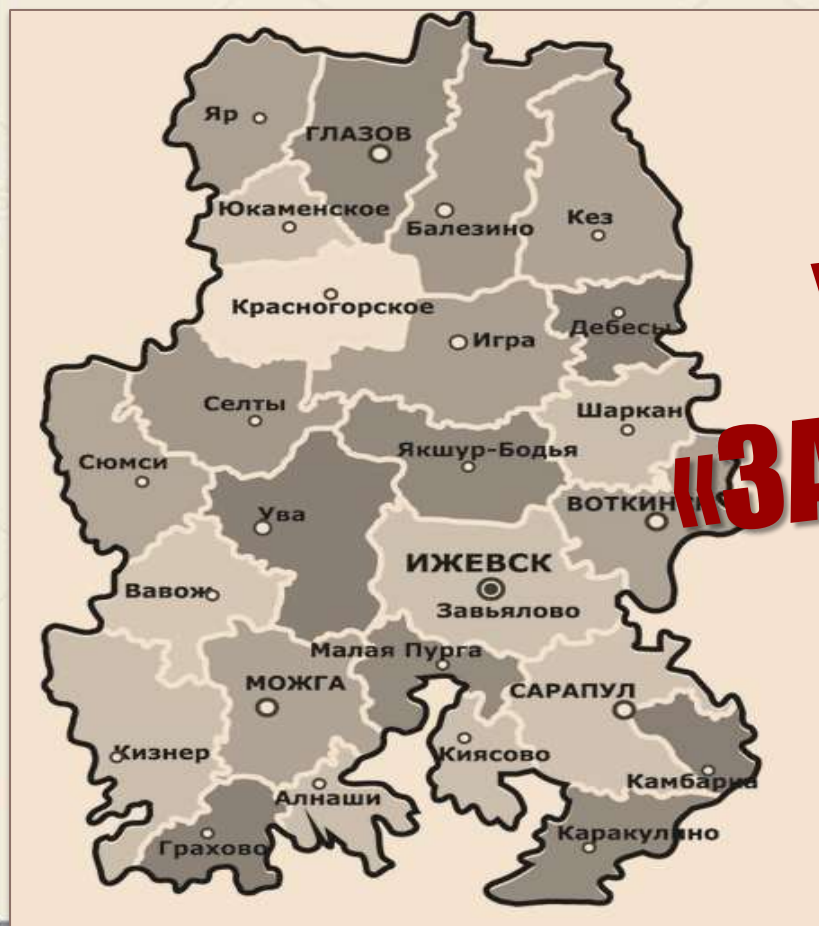 Яр
ГЛАЗОВ
Юкаменское
Балезино
Кез
Красногорское
Дебесы
Игра
Селты
Шаркан
Якшур-Бодья
Сюмси
Ува
ИЖЕВСК
Вавож
Завьялово
Малая Пурга
МОЖГА
САРАПУЛ
Кизнер
Киясово
Камбарка
Алнаши
Каракулино
Грахово